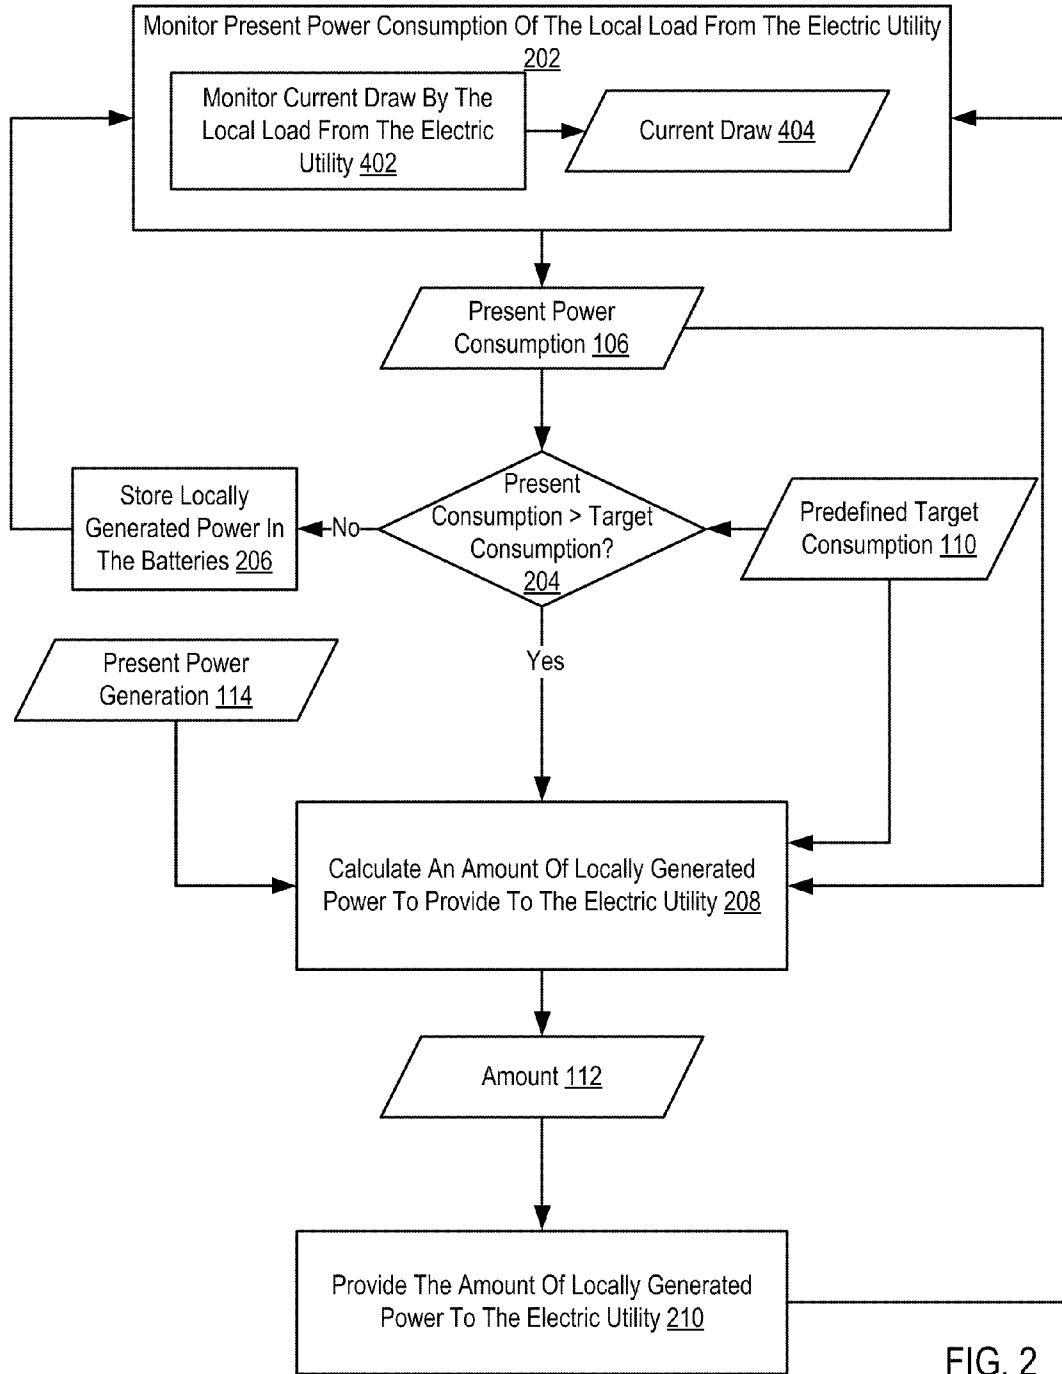 Monitor Present Power Consumption Of The Local Load From The Electric Utility
202
Monitor Current Draw By The
Local Load From The Electric
Utility 402
Current Draw 404
Present Power
Consumption 106
Present
Consumption > Target
Consumption?
204
No
Store Locally
Generated Power In
The Batteries 206
Predefined Target
Consumption 110
Present Power
Generation 114
Yes
Calculate An Amount Of Locally Generated
Power To Provide To The Electric Utility 208
Amount 112
Provide The Amount Of Locally Generated
Power To The Electric Utility 210
FIG. 2